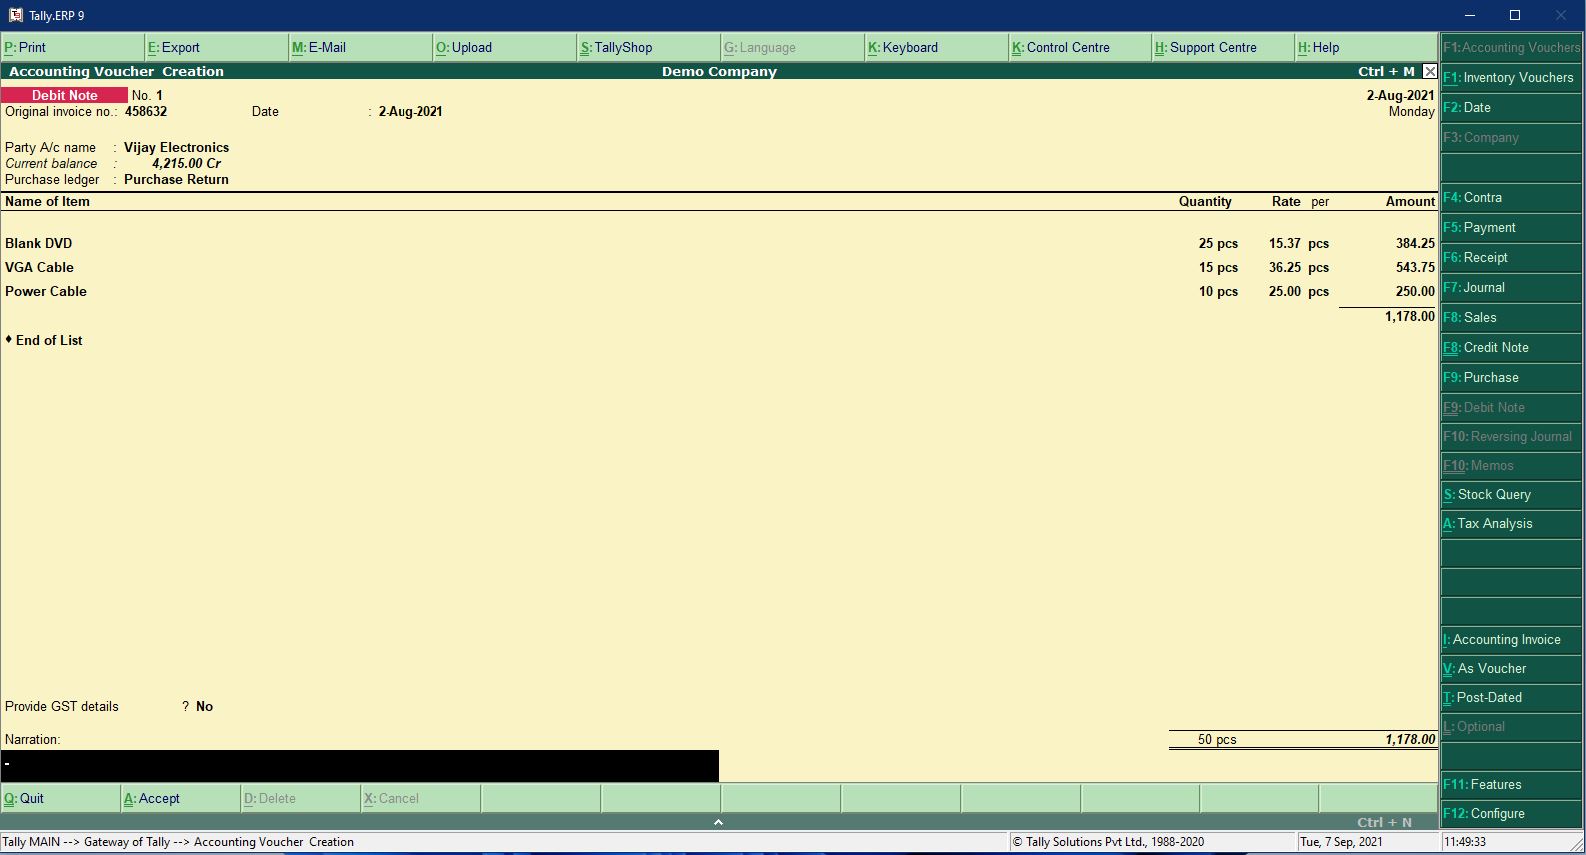 Tally.ERP 9
P: Print E: Export M: E-Mail O: Upload S: TallyShop G: Language K: Keyboard K: Control Centre H: Support Centre H: Help
Accounting Voucher Creation Demo Company Ctrl + M
Debit Note No. 1 2-Aug-2021
Original invoice no.: 458632 Date : 2-Aug-2021 Monday
Party A/c name : Vijay Electronics
Current balance : 4,215.00 Cr
Purchase ledger : Purchase Return
Name of Item Quantity Rate per Amount
Blank DVD 25 pcs 15.37 pcs 384.25
VGA Cable 15 pcs 36.25 pcs 543.75
Power Cable 10 pcs 25.00 pcs 250.00
1,178.00
♦ End of List
Provide GST details ? No
Narration: 50 pcs 1,178.00
Q: Quit A: Accept D: Delete X: Cancel
Ctrl + N
F1: Accounting Vouchers
F1: Inventory Vouchers
F2: Date
F3: Company
F4: Contra
F5: Payment
F6: Receipt
F7: Journal
F8: Sales
F8: Credit Note
F9: Purchase
F9: Debit Note
F10: Reversing Journal
F10: Memos
S: Stock Query
A: Tax Analysis
I: Accounting Invoice
V: As Voucher
T: Post-Dated
L: Optional
F11: Features
F12: Configure
Tally MAIN --> Gateway of Tally --> Accounting Voucher Creation © Tally Solutions Pvt Ltd., 1988-2020 Tue, 7 Sep, 2021 11:49:33